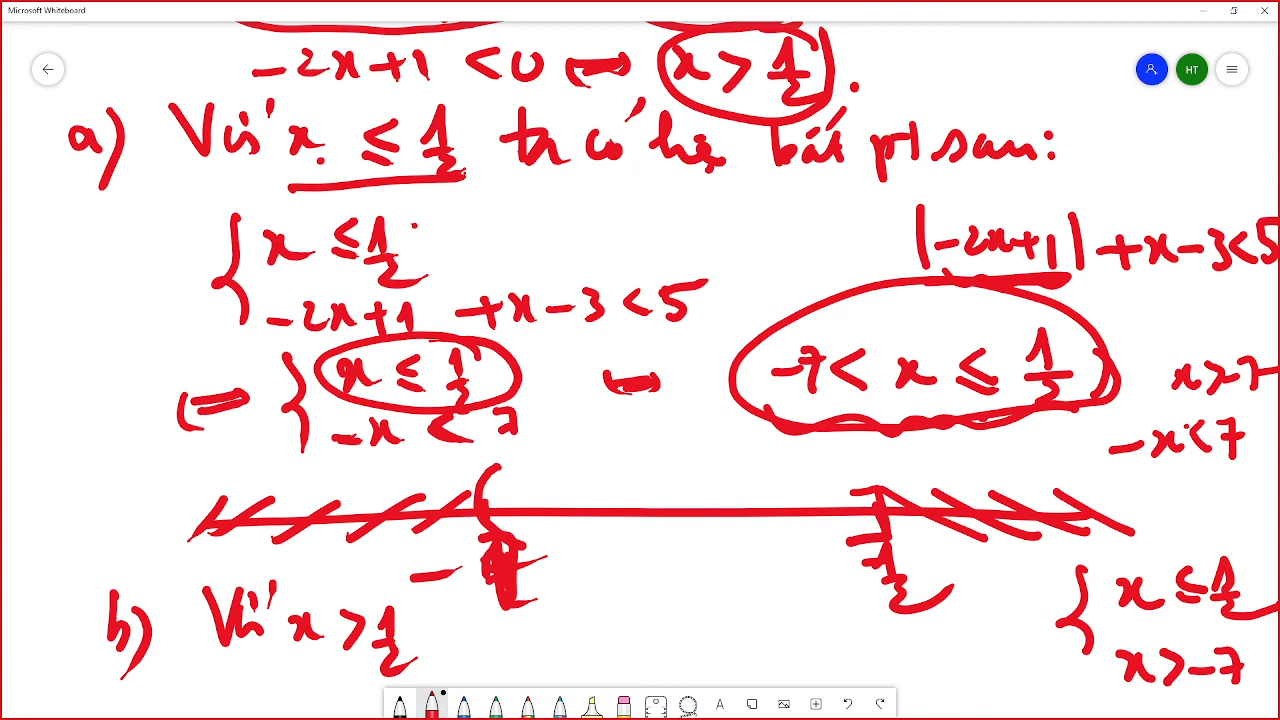 Microsoft Whiteboard
-2x+1 < 0 ⟺ x > 1/2.
HT
a) Với x ≤ 1/2 ta có hệ bất pt sau:
{ x ≤ 1/2
|-2x+1| + x - 3 < 5
-2x+1 + x - 3 < 5
⟺ { x ≤ 1/2
⟺ -7 < x ≤ 1/2
x > -7
-x < 7
-x < 7
1/2
b) Với x > 1/2
{ x ≤ 1/2
x > -7